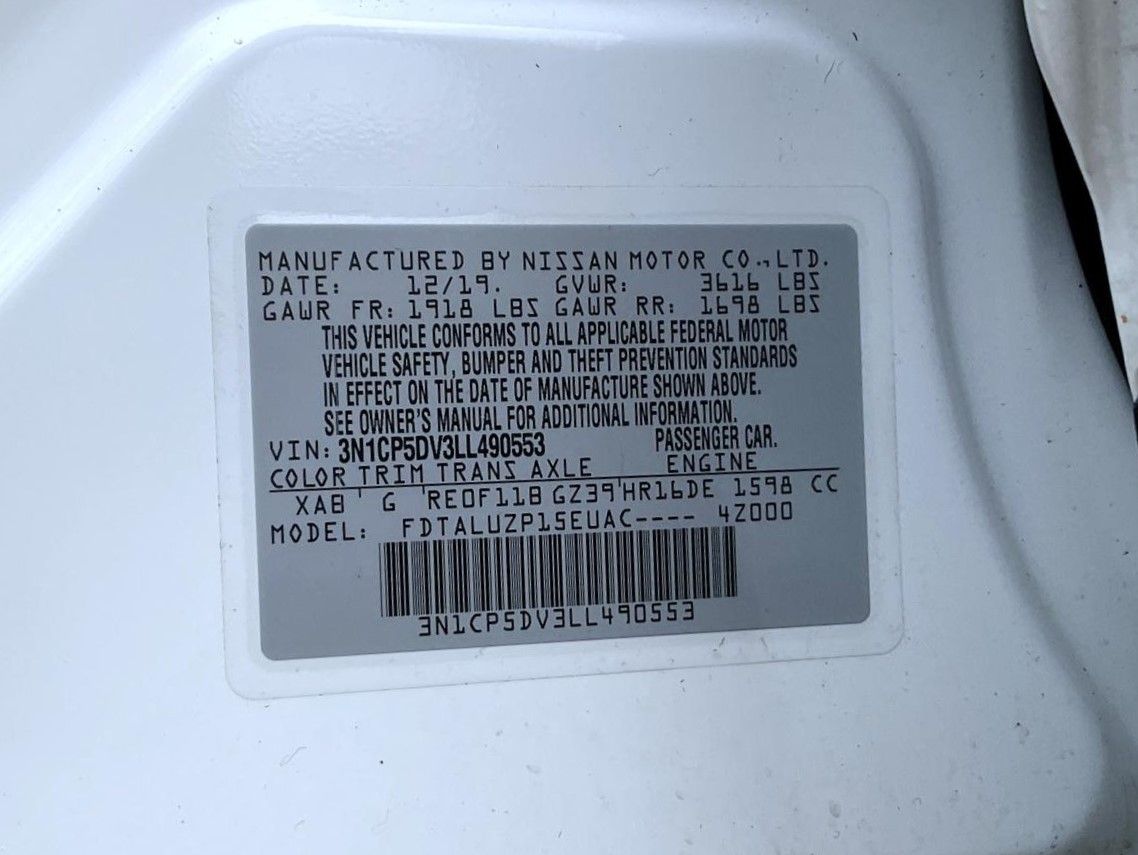 MANUFACTURED BY NISSAN MOTOR CO.,LTD.
DATE: 12/19. GVWR: 3616 LBS
GAWR FR: 1918 LBS GAWR RR: 1698 LBS
THIS VEHICLE CONFORMS TO ALL APPLICABLE FEDERAL MOTOR
VEHICLE SAFETY, BUMPER AND THEFT PREVENTION STANDARDS
IN EFFECT ON THE DATE OF MANUFACTURE SHOWN ABOVE.
SEE OWNER'S MANUAL FOR ADDITIONAL INFORMATION.
VIN: 3N1CP5DV3LL490553 PASSENGER CAR.
COLOR TRIM TRANS AXLE ENGINE
XAB G RE0F11B GZ39 HR16DE 1598 CC
MODEL: FDTALUZP15EUAC---- 4Z000
3N1CP5DV3LL490553